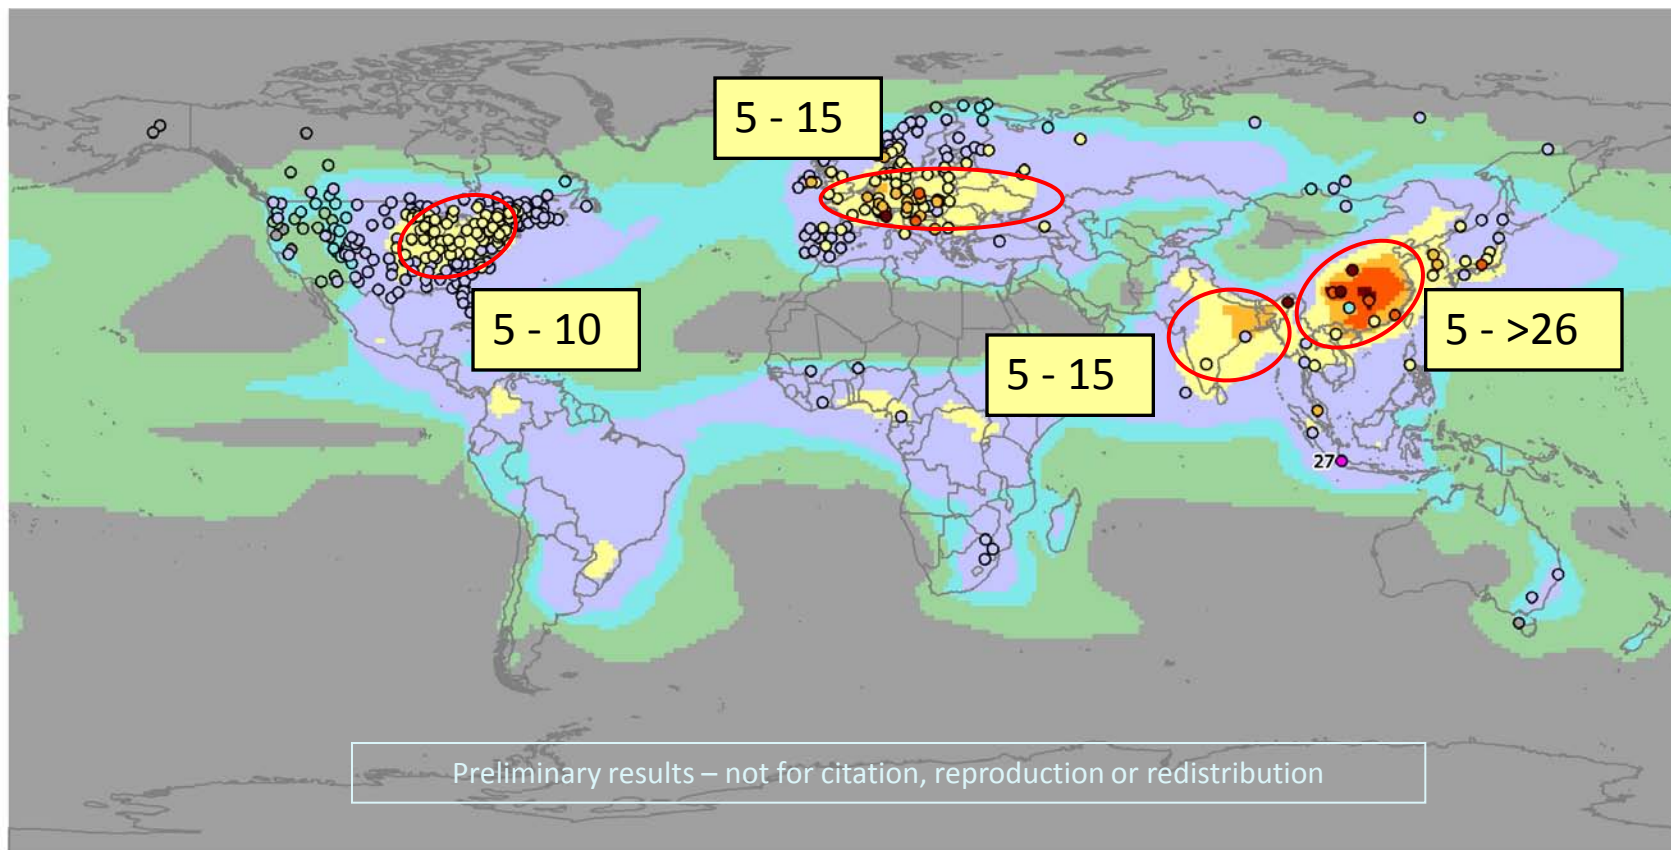 5 - 15
5 - 10
5 - 15
5 - >26
27
Preliminary results – not for citation, reproduction or redistribution